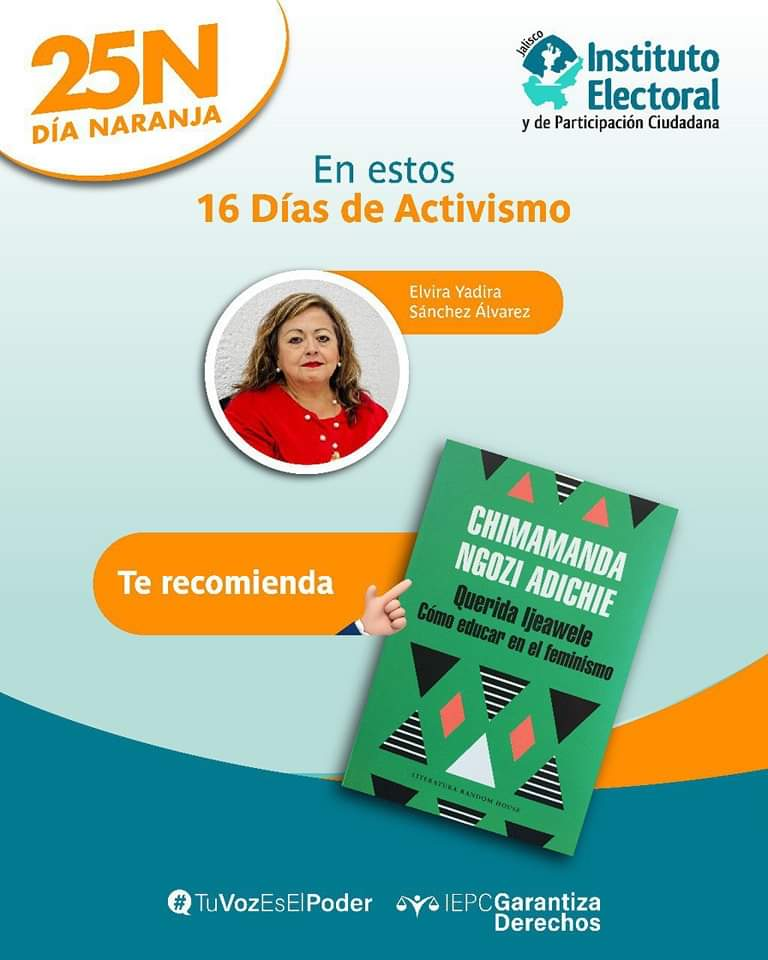 25N
DÍA NARANJA
Jalisco
Instituto
Electoral
y de Participación Ciudadana
En estos
16 Días de Activismo
Elvira Yadira
Sánchez Álvarez
Te recomienda
CHIMAMANDA
NGOZI ADICHIE
Querida Ijeawele
Cómo educar en el feminismo
LITERATURA RANDOM HOUSE
#TuVozEsElPoder
IEPCGarantiza
Derechos